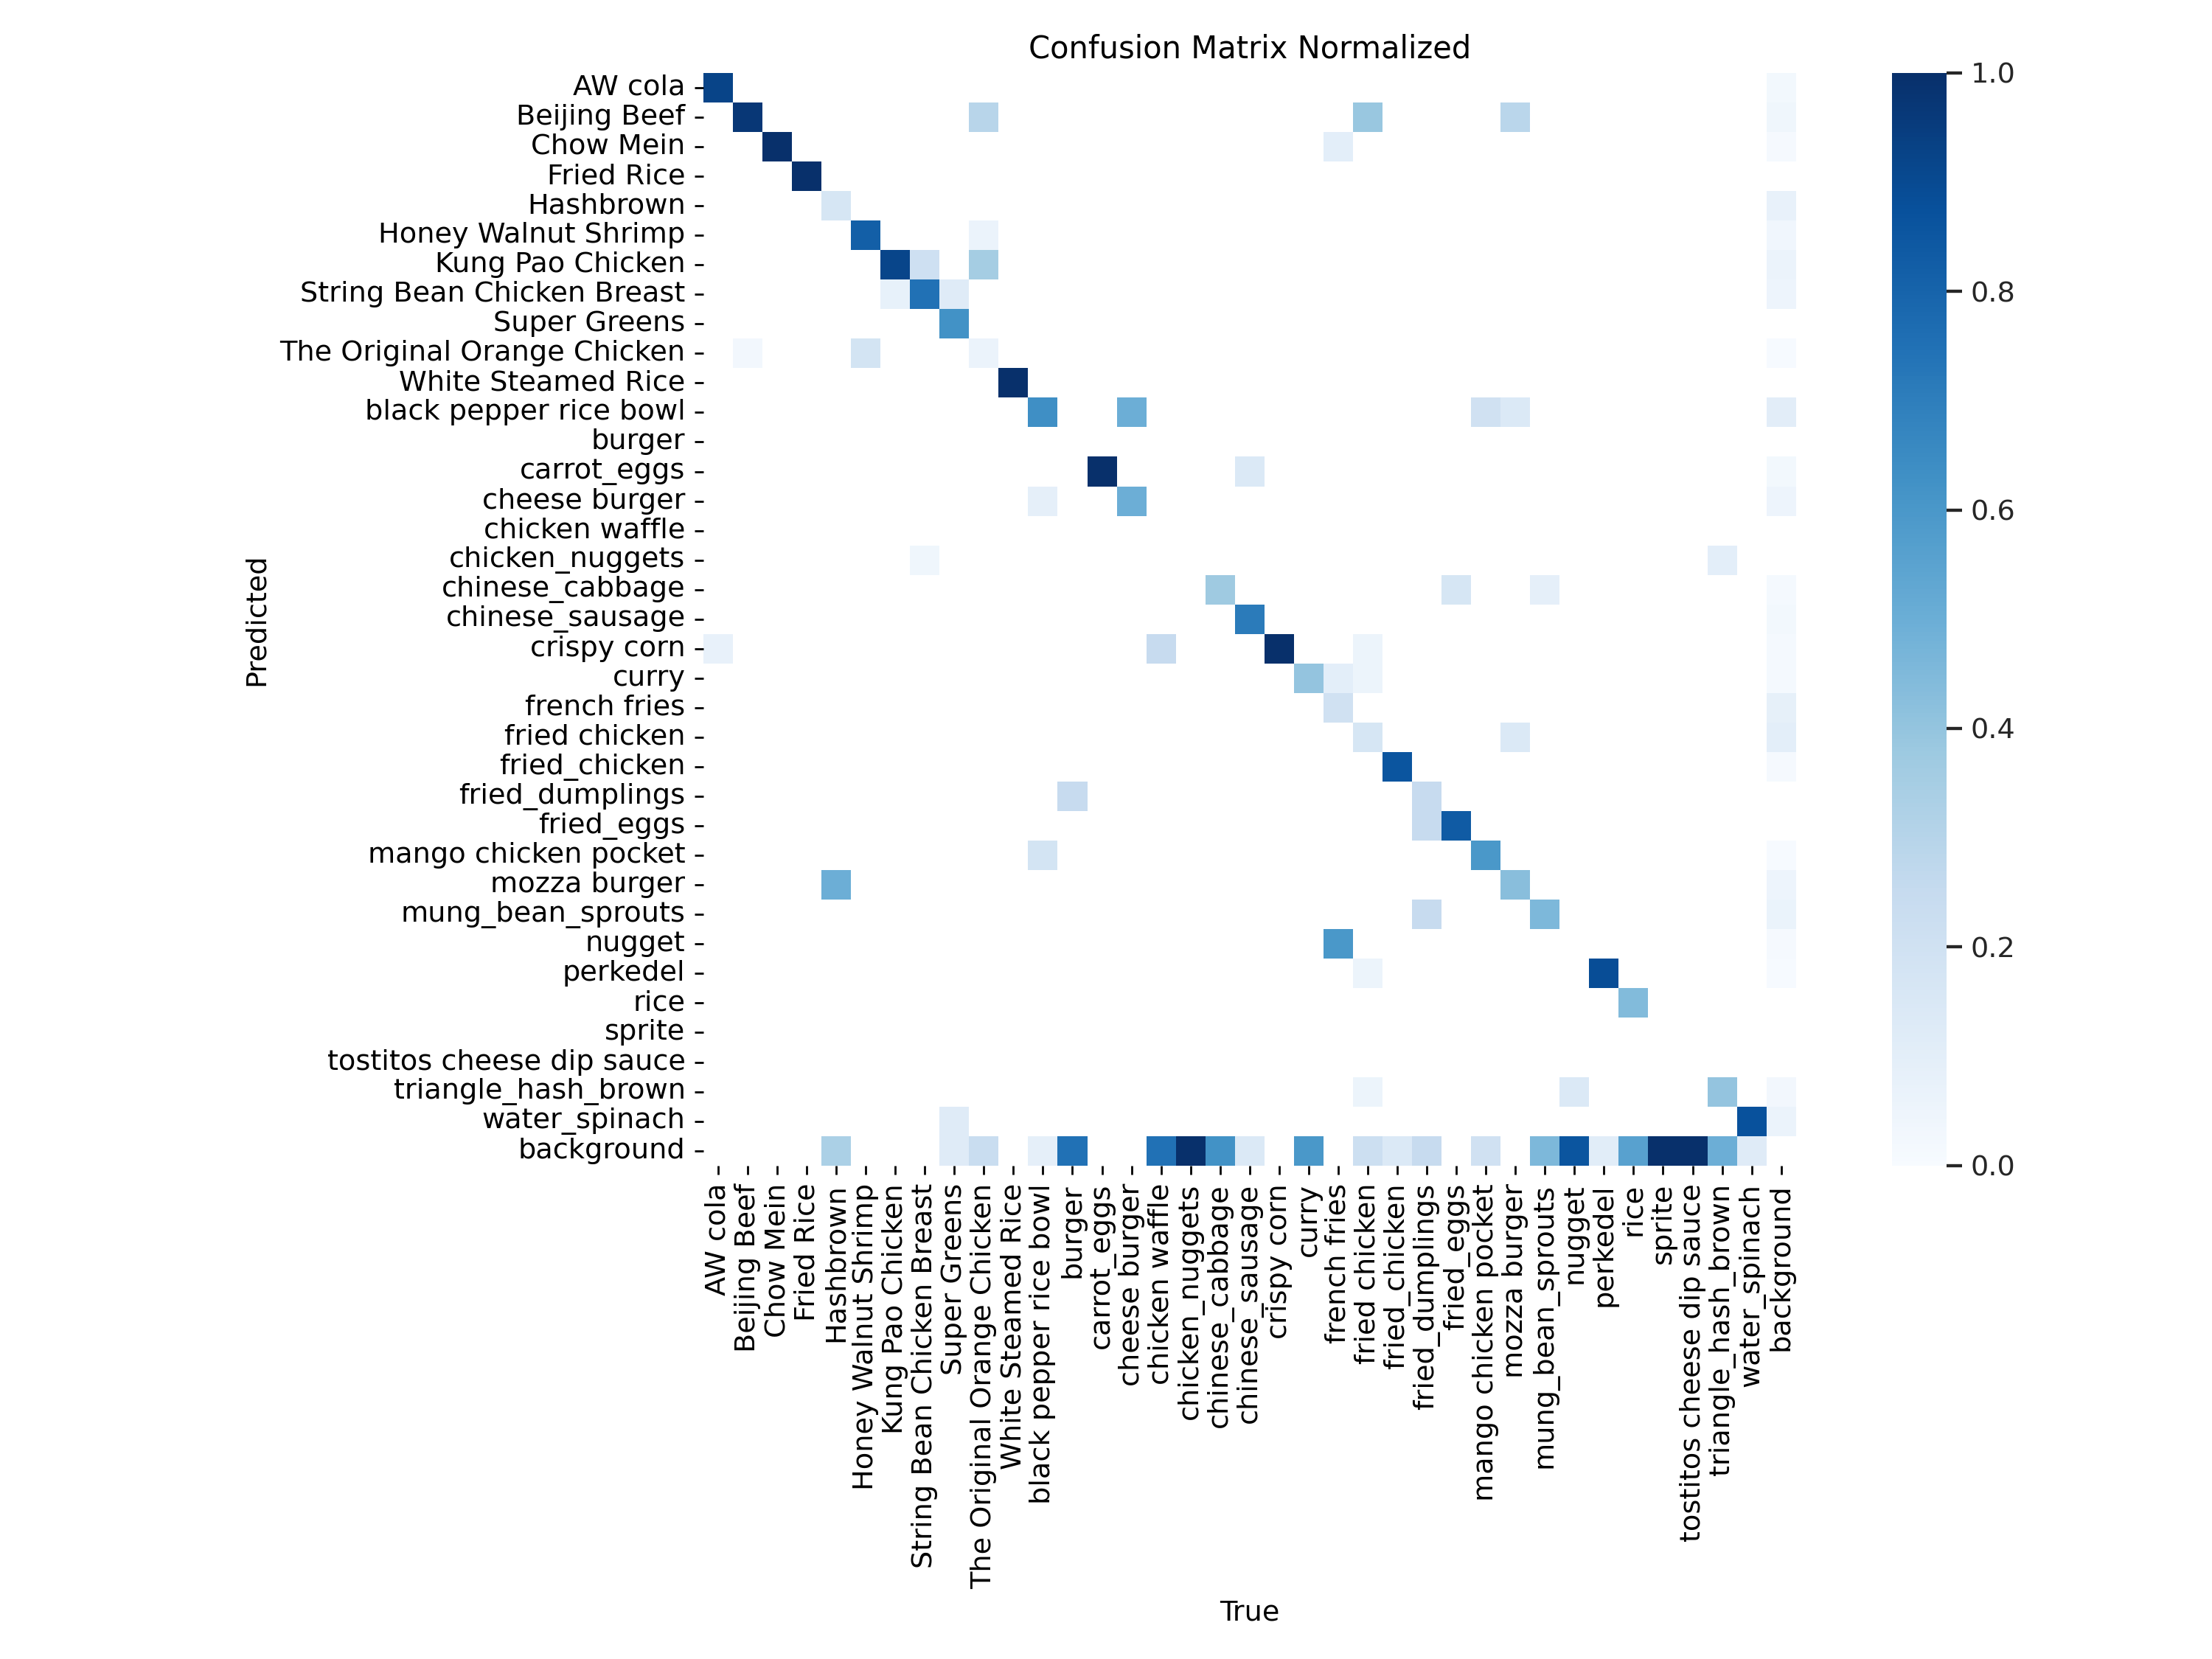 Confusion Matrix Normalized
AW cola
Beijing Beef
Chow Mein
Fried Rice
Hashbrown
Honey Walnut Shrimp
Kung Pao Chicken
String Bean Chicken Breast
Super Greens
The Original Orange Chicken
White Steamed Rice
black pepper rice bowl
burger
carrot_eggs
cheese burger
chicken waffle
chicken_nuggets
chinese_cabbage
chinese_sausage
crispy corn
curry
french fries
fried chicken
fried_chicken
fried_dumplings
fried_eggs
mango chicken pocket
mozza burger
mung_bean_sprouts
nugget
perkedel
rice
sprite
tostitos cheese dip sauce
triangle_hash_brown
water_spinach
background
Predicted
AW cola
Beijing Beef
Chow Mein
Fried Rice
Hashbrown
Honey Walnut Shrimp
Kung Pao Chicken
String Bean Chicken Breast
Super Greens
The Original Orange Chicken
White Steamed Rice
black pepper rice bowl
burger
carrot_eggs
cheese burger
chicken waffle
chicken_nuggets
chinese_cabbage
chinese_sausage
crispy corn
curry
french fries
fried chicken
fried_chicken
fried_dumplings
fried_eggs
mango chicken pocket
mozza burger
mung_bean_sprouts
nugget
perkedel
rice
sprite
tostitos cheese dip sauce
triangle_hash_brown
water_spinach
background
True
1.0
0.8
0.6
0.4
0.2
0.0